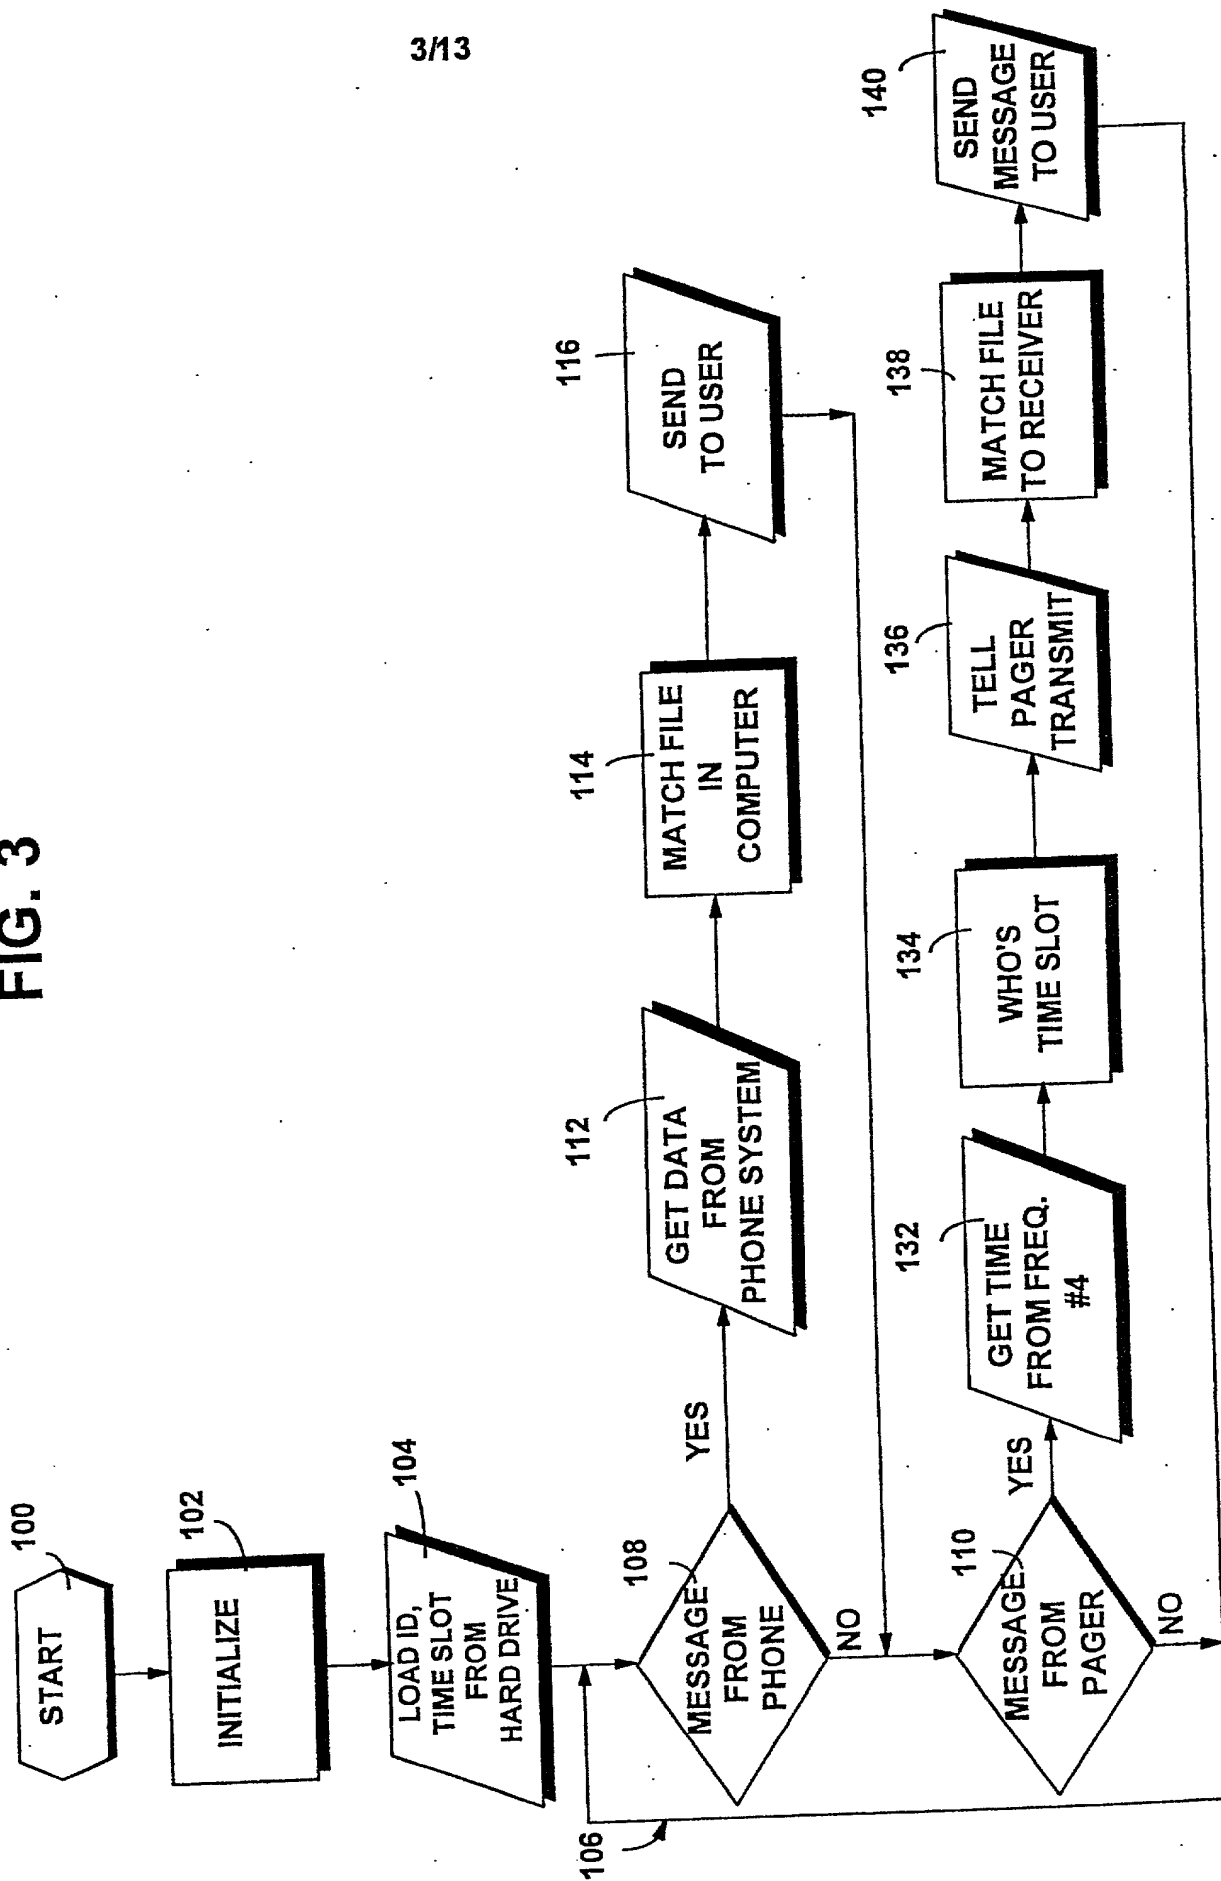 3/13
FIG. 3
START
100
INITIALIZE
102
LOAD ID,
TIME SLOT
FROM
HARD DRIVE
104
106
MESSAGE
FROM
PHONE
108
YES
NO
GET DATA
FROM
PHONE SYSTEM
112
MATCH FILE
IN
COMPUTER
114
SEND
TO USER
116
MESSAGE
FROM
PAGER
110
YES
NO
GET TIME
FROM FREQ.
#4
132
WHO'S
TIME SLOT
134
TELL
PAGER
TRANSMIT
136
MATCH FILE
TO RECEIVER
138
SEND
MESSAGE
TO USER
140